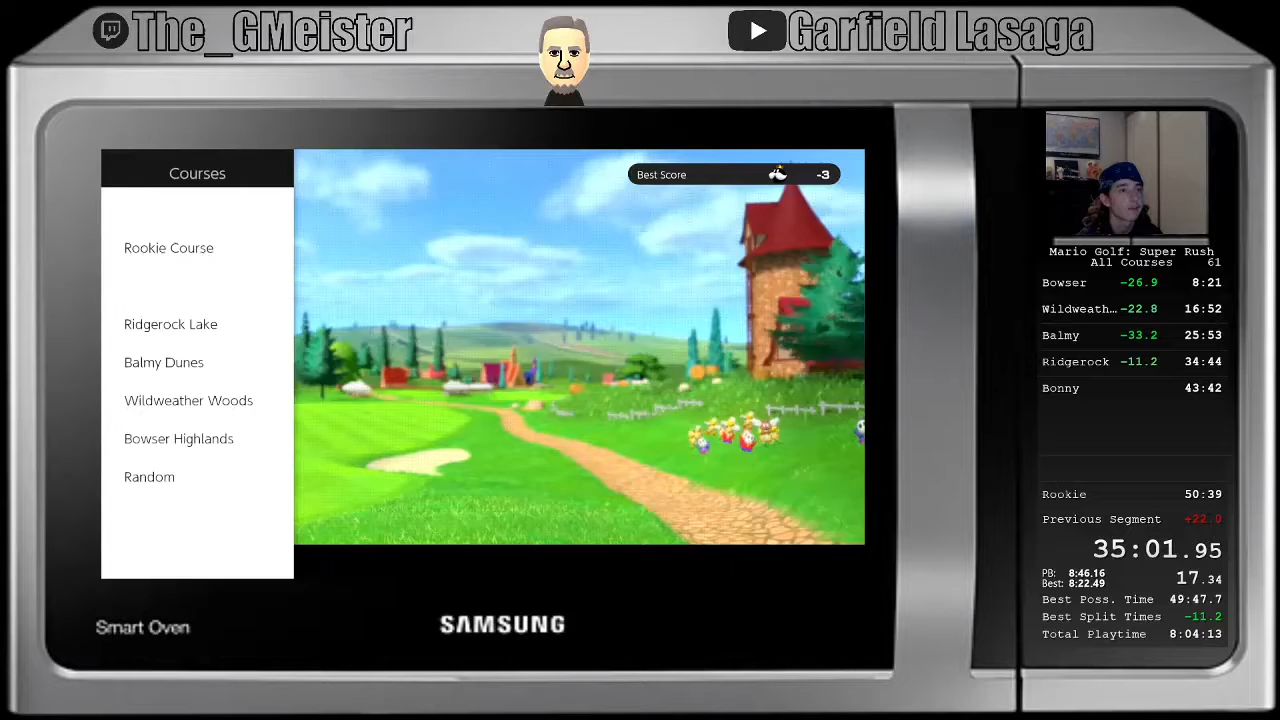 The_GMeister
Garfield Lasaga
Courses
Rookie Course
Ridgerock Lake
Balmy Dunes
Wildweather Woods
Bowser Highlands
Random
Best Score -3
Smart Oven
SAMSUNG
Mario Golf: Super Rush
All Courses 61
Bowser -26.9 8:21
Wildweath… -22.8 16:52
Balmy -33.2 25:53
Ridgerock -11.2 34:44
Bonny 43:42
Rookie 50:39
Previous Segment +22.0
35:01.95
PB: 8:46.16
Best: 8:22.49
17.34
Best Poss. Time 49:47.7
Best Split Times -11.2
Total Playtime 8:04:13